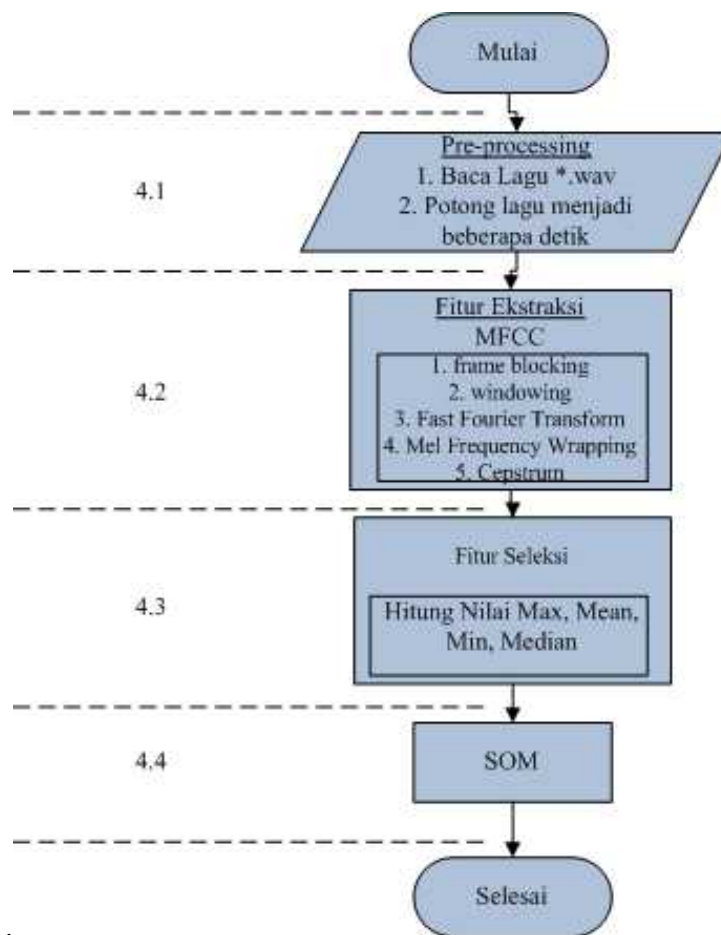 Mulai
4.1
Pre-processing
1. Baca Lagu *.wav
2. Potong lagu menjadi
beberapa detik
4.2
Fitur Ekstraksi
MFCC
1. frame blocking
2. windowing
3. Fast Fourier Transform
4. Mel Frequency Wrapping
5. Cepstrum
4.3
Fitur Seleksi
Hitung Nilai Max, Mean,
Min, Median
4.4
SOM
Selesai